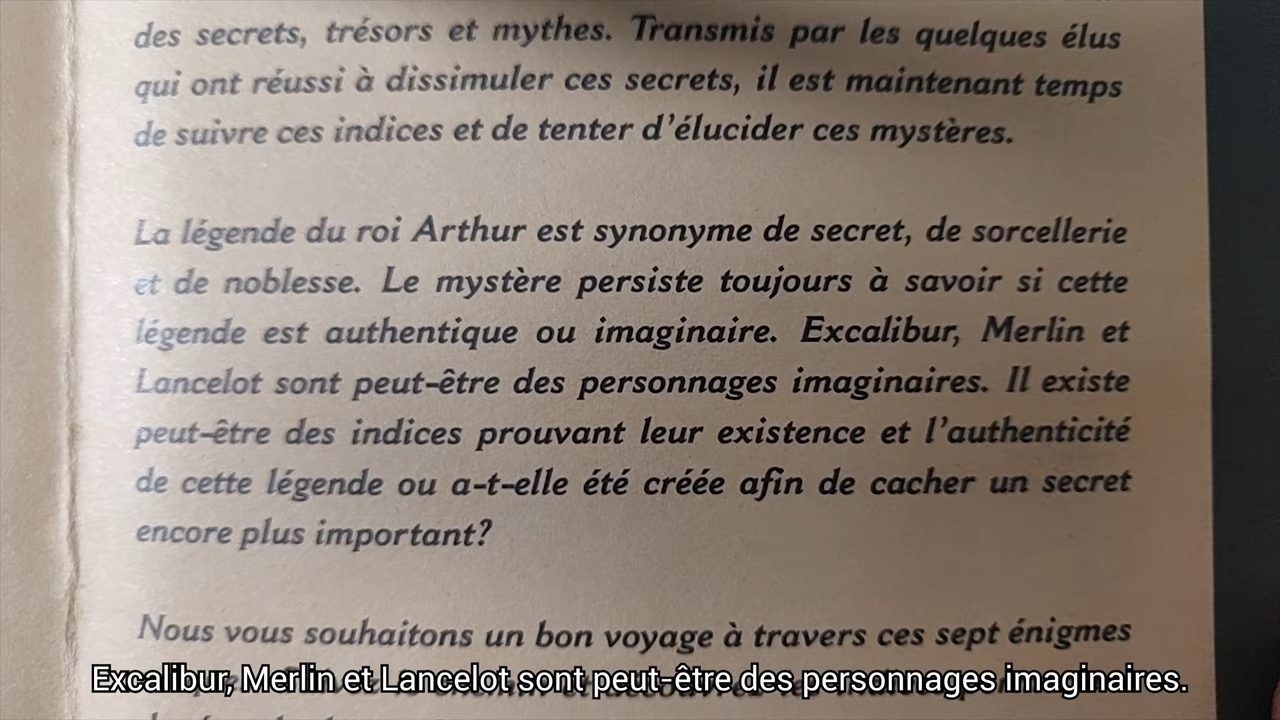 des secrets, trésors et mythes. Transmis par les quelques élus
qui ont réussi à dissimuler ces secrets, il est maintenant temps
de suivre ces indices et de tenter d'élucider ces mystères.
La légende du roi Arthur est synonyme de secret, de sorcellerie
et de noblesse. Le mystère persiste toujours à savoir si cette
légende est authentique ou imaginaire. Excalibur, Merlin et
Lancelot sont peut-être des personnages imaginaires. Il existe
peut-être des indices prouvant leur existence et l'authenticité
de cette légende ou a-t-elle été créée afin de cacher un secret
encore plus important?
Nous vous souhaitons un bon voyage à travers ces sept énigmes
Excalibur, Merlin et Lancelot sont peut-être des personnages imaginaires.